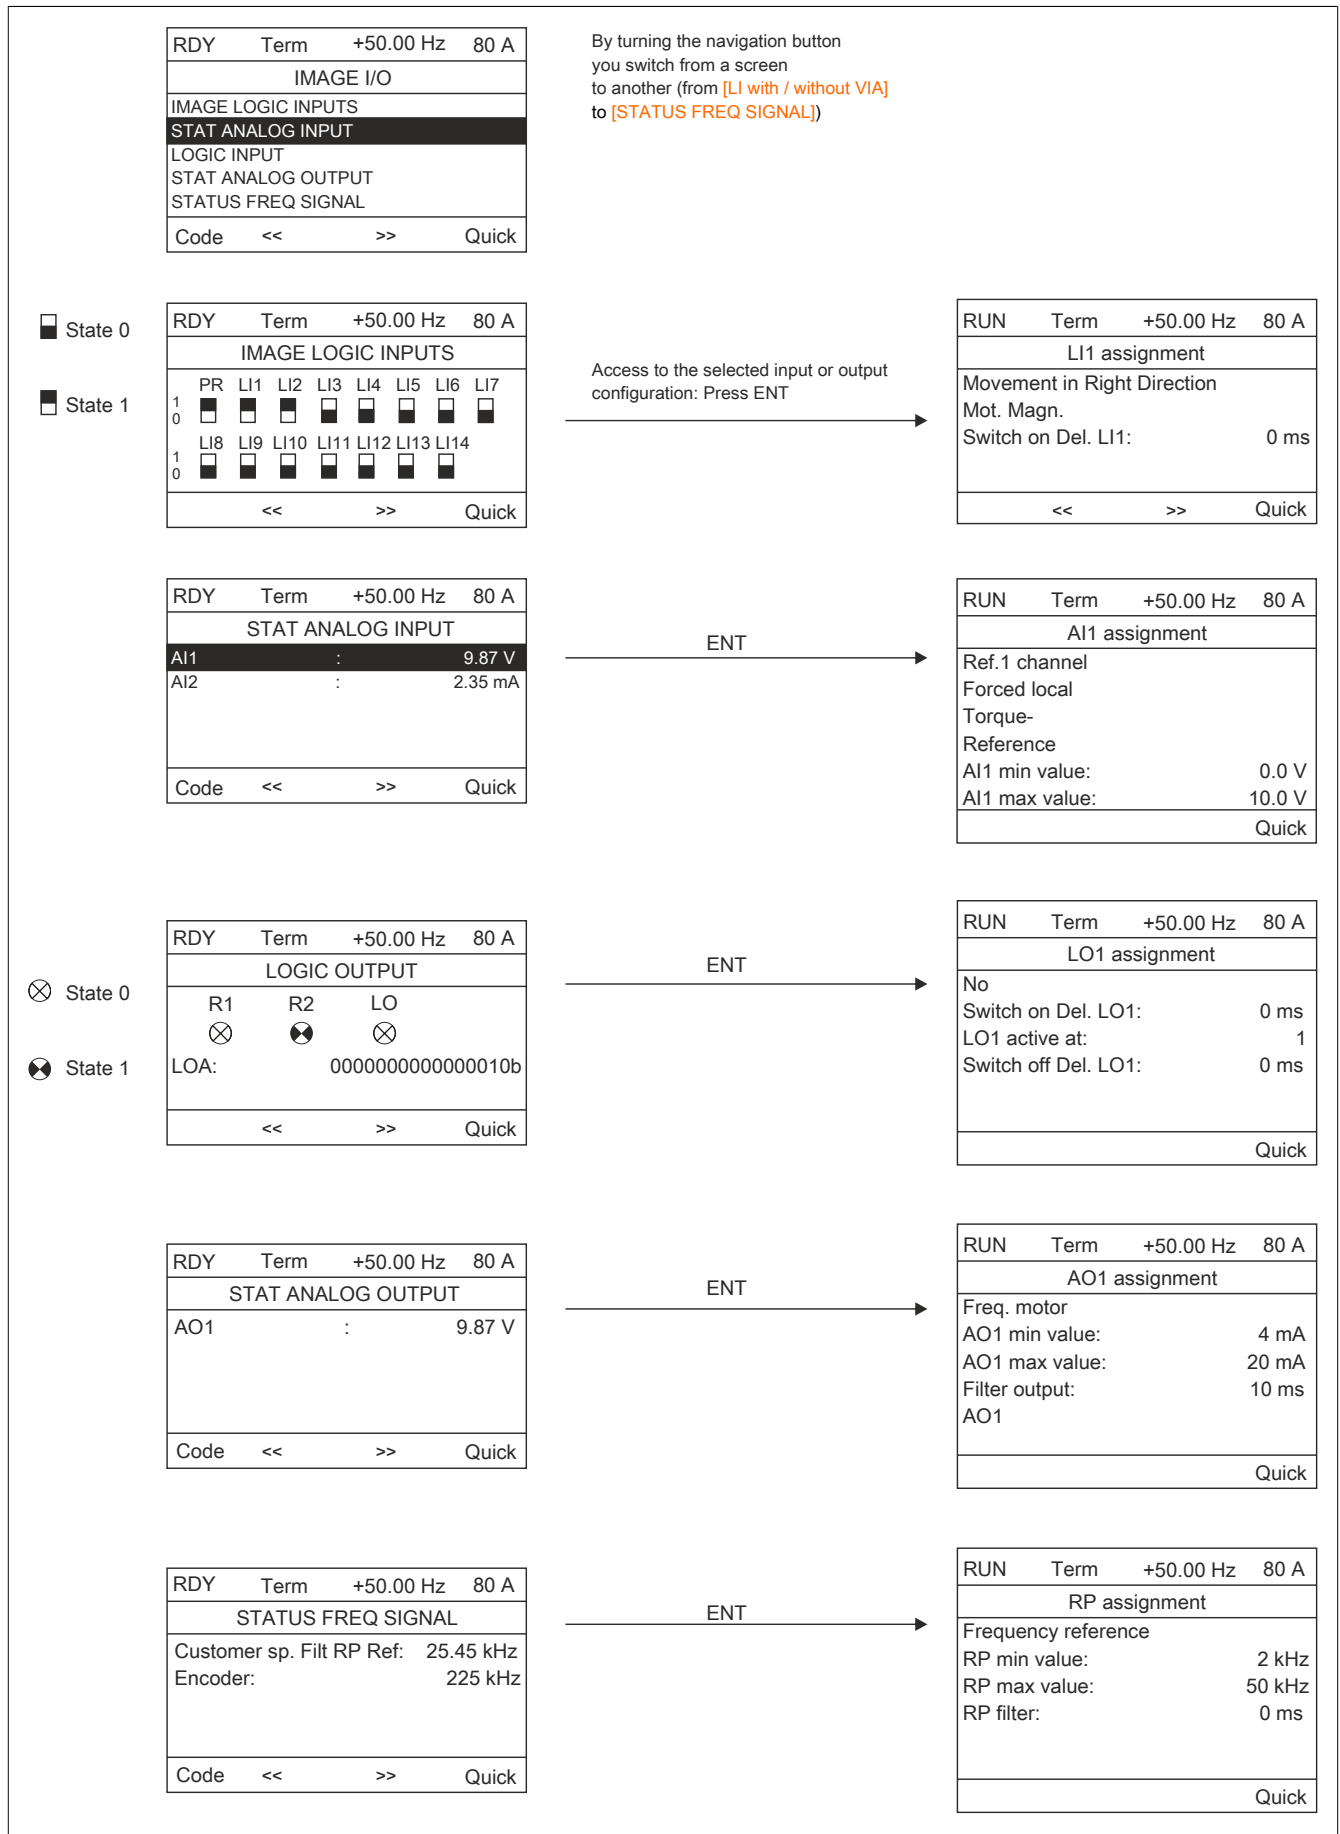 RDY Term +50.00 Hz 80 A
IMAGE I/O
IMAGE LOGIC INPUTS
STAT ANALOG INPUT
LOGIC INPUT
STAT ANALOG OUTPUT
STATUS FREQ SIGNAL
Code << >> Quick
By turning the navigation button
you switch from a screen
to another (from [LI with / without VIA]
to [STATUS FREQ SIGNAL])
State 0
State 1
RDY Term +50.00 Hz 80 A
IMAGE LOGIC INPUTS
PR LI1 LI2 LI3 LI4 LI5 LI6 LI7
1
0
LI8 LI9 LI10 LI11 LI12 LI13 LI14
1
0
<< >> Quick
Access to the selected input or output
configuration: Press ENT
RUN Term +50.00 Hz 80 A
LI1 assignment
Movement in Right Direction
Mot. Magn.
Switch on Del. LI1: 0 ms
<< >> Quick
RDY Term +50.00 Hz 80 A
STAT ANALOG INPUT
AI1 : 9.87 V
AI2 : 2.35 mA
Code << >> Quick
ENT
RUN Term +50.00 Hz 80 A
AI1 assignment
Ref.1 channel
Forced local
Torque-
Reference
AI1 min value: 0.0 V
AI1 max value: 10.0 V
Quick
State 0
State 1
RDY Term +50.00 Hz 80 A
LOGIC OUTPUT
R1 R2 LO
LOA: 0000000000000010b
<< >> Quick
ENT
RUN Term +50.00 Hz 80 A
LO1 assignment
No
Switch on Del. LO1: 0 ms
LO1 active at: 1
Switch off Del. LO1: 0 ms
Quick
RDY Term +50.00 Hz 80 A
STAT ANALOG OUTPUT
AO1 : 9.87 V
Code << >> Quick
ENT
RUN Term +50.00 Hz 80 A
AO1 assignment
Freq. motor
AO1 min value: 4 mA
AO1 max value: 20 mA
Filter output: 10 ms
AO1
Quick
RDY Term +50.00 Hz 80 A
STATUS FREQ SIGNAL
Customer sp. Filt RP Ref: 25.45 kHz
Encoder: 225 kHz
Code << >> Quick
ENT
RUN Term +50.00 Hz 80 A
RP assignment
Frequency reference
RP min value: 2 kHz
RP max value: 50 kHz
RP filter: 0 ms
Quick